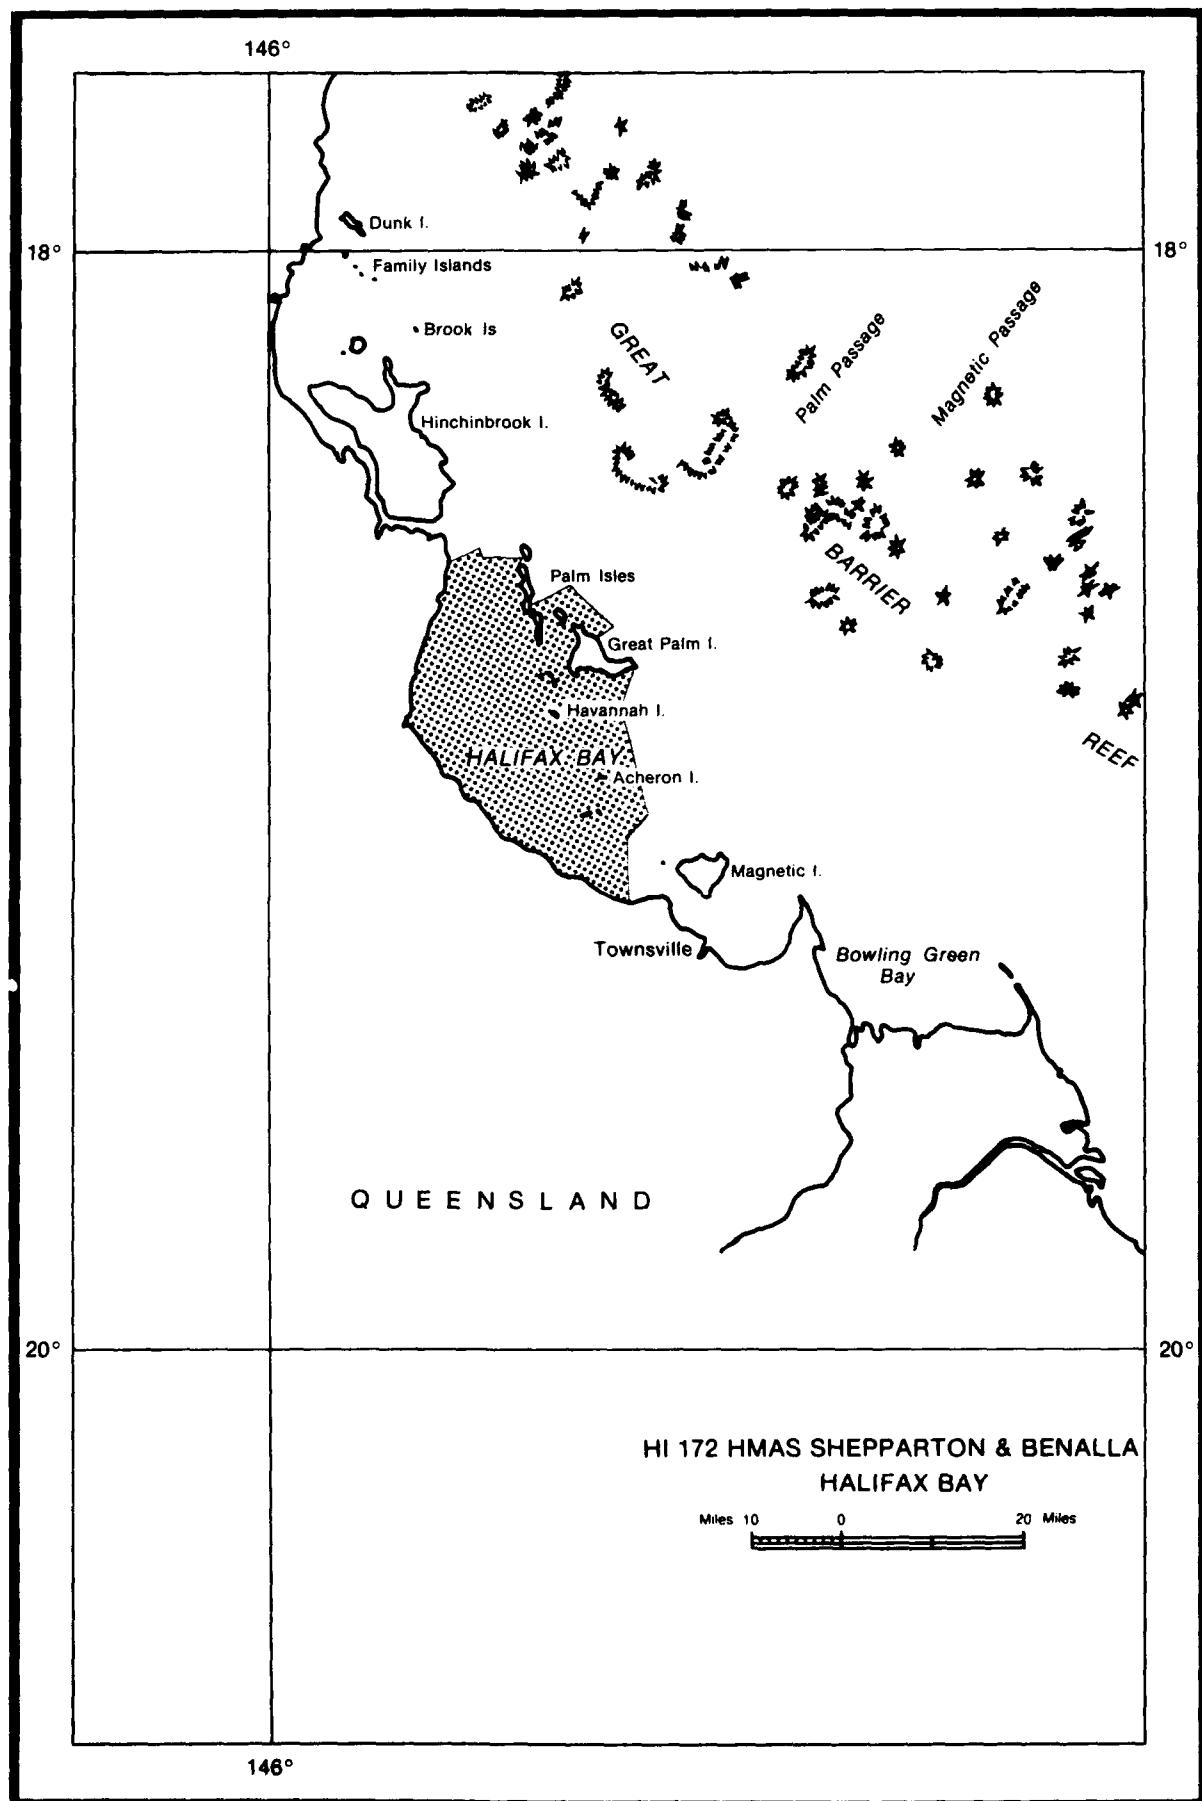 146°
Dunk I.
18°
18°
Family Islands
Brook Is
GREAT
Palm Passage
Magnetic Passage
Hinchinbrook I.
BARRIER
Palm Isles
Great Palm I.
Havannah I.
REEF
HALIFAX BAY
Acheron I.
Magnetic I.
Townsville
Bowling Green
Bay
QUEENSLAND
20°
20°
HI 172 HMAS SHEPPARTON & BENALLA
HALIFAX BAY
Miles 10 0 20 Miles
146°